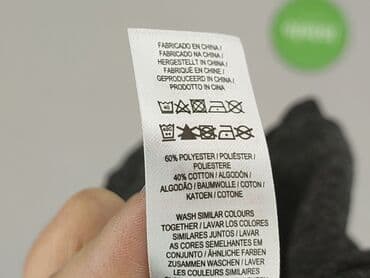 FABRICADO EN CHINA /
FABRICADO NA CHINA /
HERGESTELLT IN CHINA /
FABRIQUÉ EN CHINE /
GEPRODUCEERD IN CHINA /
PRODOTTO IN CINA
60% POLYESTER / POLIÉSTER /
POLIESTERE
40% COTTON / ALGODÓN /
ALGODÃO / BAUMWOLLE / COTON /
KATOEN / COTONE
WASH SIMILAR COLOURS
TOGETHER / LAVAR LOS COLORES
SIMILARES JUNTOS / LAVAR
AS CORES SEMELHANTES EM
CONJUNTO / ÄHNLICHE FARBEN
ZUSAMMEN WASCHEN / LAVER
LES COULEURS SIMILAIRES